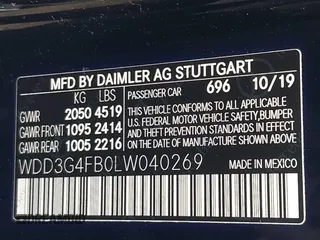 MFD BY DAIMLER AG STUTTGART
KG LBS
PASSENGER CAR 696 10/19
GVWR 2050 4519
GAWR FRONT 1095 2414
GAWR REAR 1005 2216
THIS VEHICLE CONFORMS TO ALL APPLICABLE
FEDERAL MOTOR VEHICLE SAFETY, BUMPER
AND THEFT PREVENTION STANDARDS
IN EFFECT ON THE DATE OF
MANUFACTURE SHOWN ABOVE.
WDD3G4FB0LW040269
MADE IN MEXICO